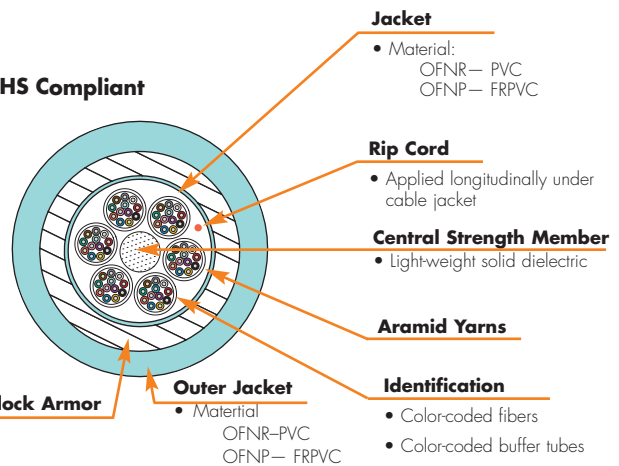 Jacket
• Material:
OFNR— PVC
OFNP— FRPVC
HS Compliant
Rip Cord
• Applied longitudinally under
cable jacket
Central Strength Member
• Light-weight solid dielectric
Aramid Yarns
Identification
• Color-coded fibers
• Color-coded buffer tubes
lock Armor
Outer Jacket
• Matertial
OFNR–PVC
OFNP— FRPVC